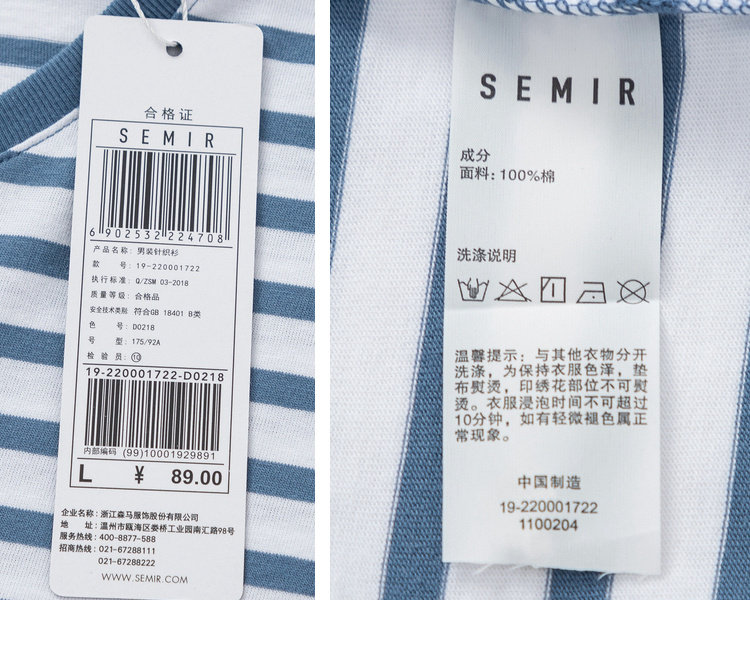 合格证
SEMIR
6 902532 224708
产品名称: 男装针织衫
款 号: 19-220001722
执行标准: Q/ZSM 03-2018
质量等级: 合格品
安全技术类别 符合GB 18401 B类
色 号: D0218
号 型: 175/92A
检 验 员: ⑩
19-220001722-D0218
内部编码 (99)10001929891
L ¥ 89.00
企业名称: 浙江森马服饰股份有限公司
地 址: 温州市瓯海区娄桥工业园南汇路98号
服务热线: 400-8877-588
招商热线: 021-67288111
021-67288222
WWW.SEMIR.COM
SEMIR
成分
面料: 100%棉
洗涤说明
温馨提示: 与其他衣物分开
洗涤, 为保持衣服色泽, 垫
布熨烫, 印绣花部位不可熨
烫。衣服浸泡时间不可超过
10分钟, 如有轻微褪色属正
常现象。
中国制造
19-220001722
1100204